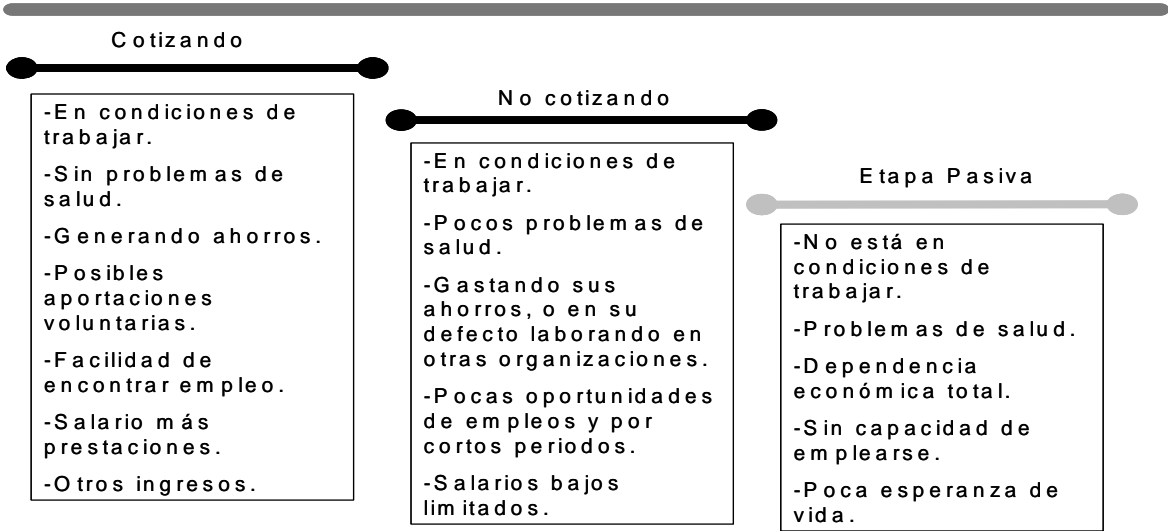 Cotizando
-En condiciones de
trabajar.
-Sin problemas de
salud.
-Generando ahorros.
-Posibles
aportaciones
voluntarias.
-Facilidad de
encontrar empleo.
-Salario más
prestaciones.
-Otros ingresos.
No cotizando
-En condiciones de
trabajar.
-Pocos problemas de
salud.
-Gastando sus
ahorros, o en su
defecto laborando en
otras organizaciones.
-Pocas oportunidades
de empleos y por
cortos periodos.
-Salarios bajos
limitados.
Etapa Pasiva
-No está en
condiciones de
trabajar.
-Problemas de salud.
-Dependencia
económica total.
-Sin capacidad de
emplearse.
-Poca esperanza de
vida.